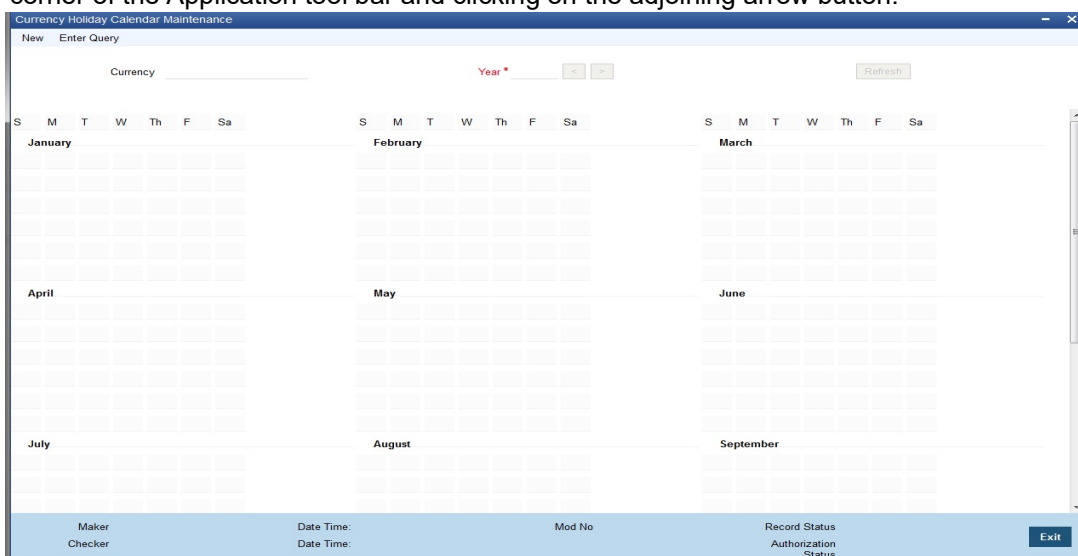 corner of the Application tool bar and clicking on the adjoining arrow button.
Currency Holiday Calendar Maintenance
New Enter Query
Currency Year * < > Refresh
S M T W Th F Sa S M T W Th F Sa S M T W Th F Sa
January February March
April May June
July August September
Maker Date Time: Mod No Record Status
Checker Date Time: Authorization Status
Exit